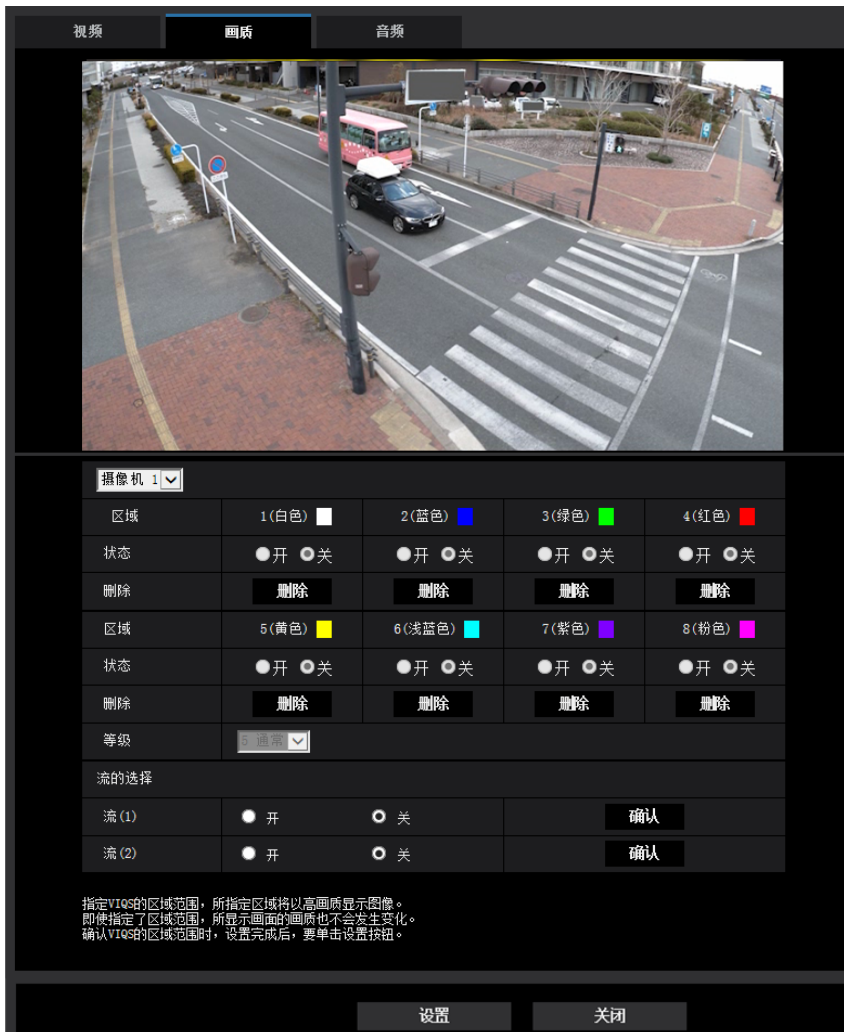 视频 画质 音频
摄像机 1
区域 1(白色) 2(蓝色) 3(绿色) 4(红色)
状态 开 关 开 关 开 关 开 关
删除 删除 删除 删除 删除
区域 5(黄色) 6(浅蓝色) 7(紫色) 8(粉色)
状态 开 关 开 关 开 关 开 关
删除 删除 删除 删除 删除
等级 5 通常
流的选择
流(1) 开 关 确认
流(2) 开 关 确认
指定VIQS的区域范围，所指定区域将以高画质显示图像。
即使指定了区域范围，所显示画面的画质也不会发生变化。
确认VIQS的区域范围时，设置完成后，要单击设置按钮。
设置 关闭